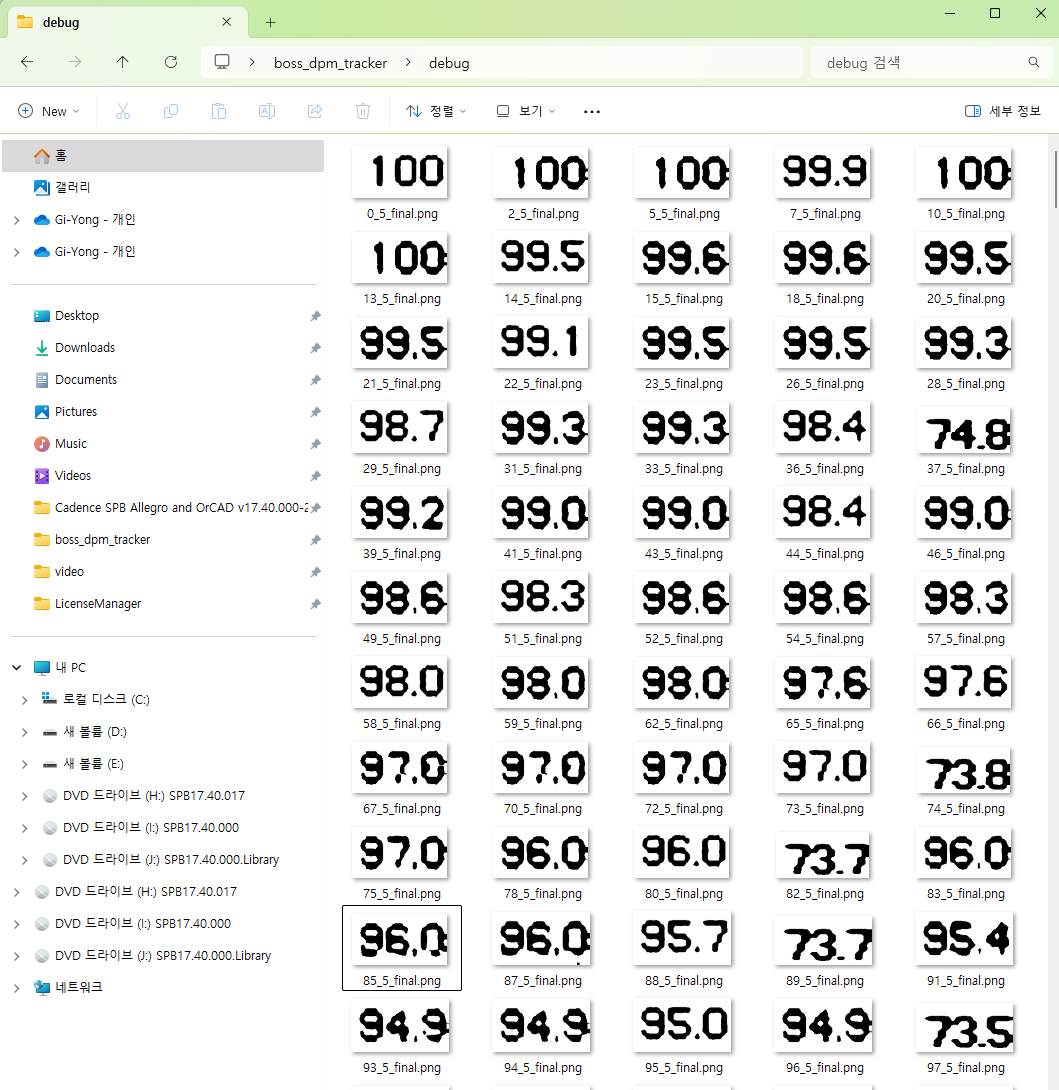 debug
boss_dpm_tracker > debug
debug 검색
New
정렬
보기
세부 정보
홈
갤러리
Gi-Yong - 개인
Gi-Yong - 개인
Desktop
Downloads
Documents
Pictures
Music
Videos
Cadence SPB Allegro and OrCAD v17.40.000-2
boss_dpm_tracker
video
LicenseManager
내 PC
로컬 디스크 (C:)
새 볼륨 (D:)
새 볼륨 (E:)
DVD 드라이브 (H:) SPB17.40.017
DVD 드라이브 (I:) SPB17.40.000
DVD 드라이브 (J:) SPB17.40.000.Library
DVD 드라이브 (H:) SPB17.40.017
DVD 드라이브 (I:) SPB17.40.000
DVD 드라이브 (J:) SPB17.40.000.Library
네트워크
100 100 100 99.9 100
0_5_final.png 2_5_final.png 5_5_final.png 7_5_final.png 10_5_final.png
100 99.5 99.6 99.6 99.5
13_5_final.png 14_5_final.png 15_5_final.png 18_5_final.png 20_5_final.png
99.5 99.1 99.5 99.5 99.3
21_5_final.png 22_5_final.png 23_5_final.png 26_5_final.png 28_5_final.png
98.7 99.3 99.3 98.4 74.8
29_5_final.png 31_5_final.png 33_5_final.png 36_5_final.png 37_5_final.png
99.2 99.0 99.0 98.4 99.0
39_5_final.png 41_5_final.png 43_5_final.png 44_5_final.png 46_5_final.png
98.6 98.3 98.6 98.6 98.3
49_5_final.png 51_5_final.png 52_5_final.png 54_5_final.png 57_5_final.png
98.0 98.0 98.0 97.6 97.6
58_5_final.png 59_5_final.png 62_5_final.png 65_5_final.png 66_5_final.png
97.0 97.0 97.0 97.0 73.8
67_5_final.png 70_5_final.png 72_5_final.png 73_5_final.png 74_5_final.png
97.0 96.0 96.0 73.7 96.0
75_5_final.png 78_5_final.png 80_5_final.png 82_5_final.png 83_5_final.png
96.0 96.0 95.7 73.7 95.4
85_5_final.png 87_5_final.png 88_5_final.png 89_5_final.png 91_5_final.png
94.9 94.9 95.0 94.9 73.5
93_5_final.png 94_5_final.png 95_5_final.png 96_5_final.png 97_5_final.png